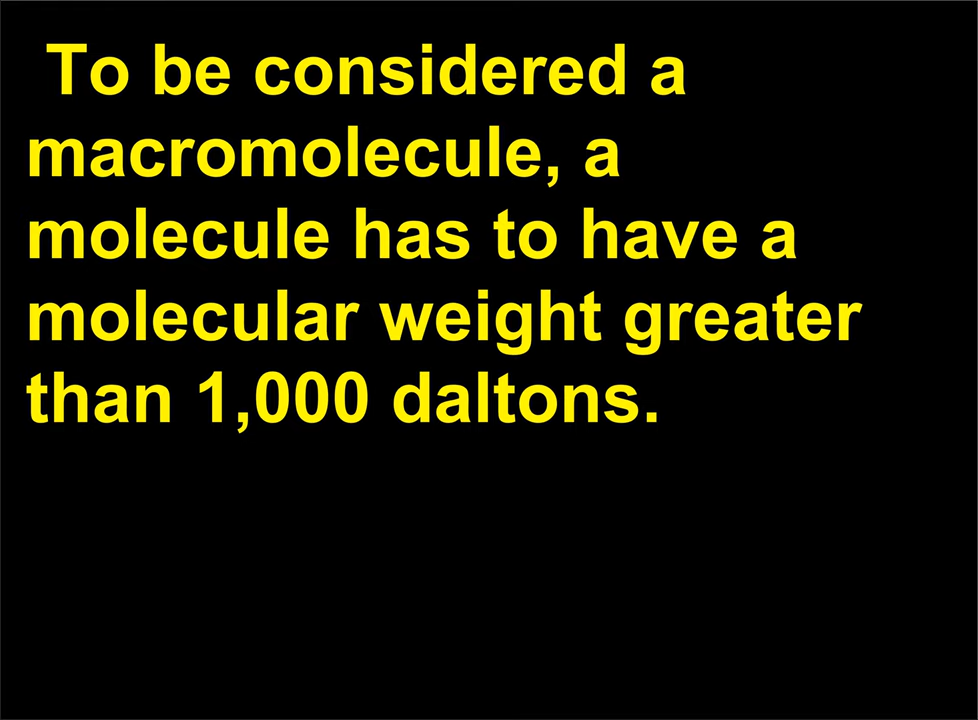 To be considered a
macromolecule, a
molecule has to have a
molecular weight greater
than 1,000 daltons.